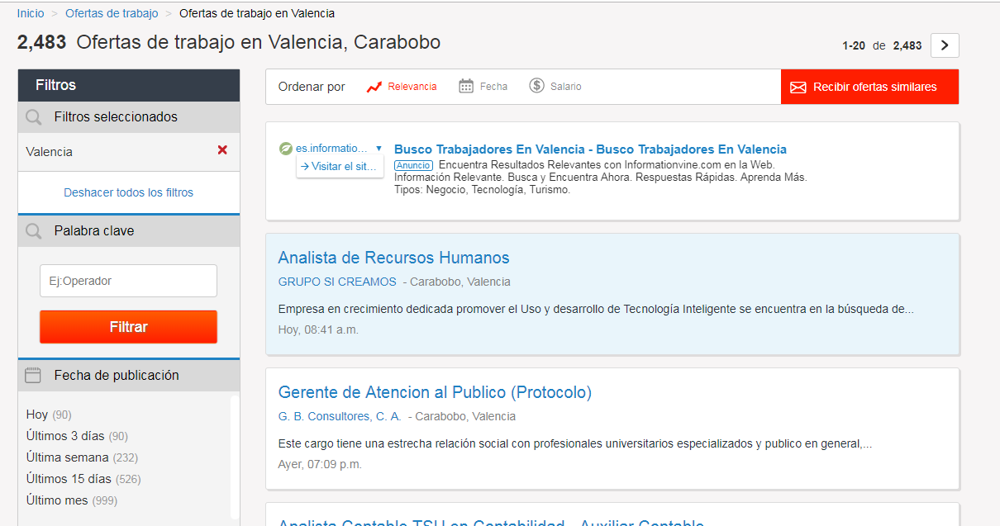 Inicio > Ofertas de trabajo > Ofertas de trabajo en Valencia
2,483 Ofertas de trabajo en Valencia, Carabobo
1-20 de 2,483
Filtros
Filtros seleccionados
Valencia
Deshacer todos los filtros
Palabra clave
Ej:Operador
Filtrar
Fecha de publicación
Hoy (90)
Últimos 3 días (90)
Última semana (232)
Últimos 15 días (526)
Último mes (999)
Ordenar por Relevancia Fecha Salario
Recibir ofertas similares
es.informatio...
Visitar el sit...
Busco Trabajadores En Valencia - Busco Trabajadores En Valencia
Anuncio Encuentra Resultados Relevantes con Informationvine.com en la Web.
Información Relevante. Busca y Encuentra Ahora. Respuestas Rápidas. Aprenda Más.
Tipos: Negocio, Tecnología, Turismo.
Analista de Recursos Humanos
GRUPO SI CREAMOS - Carabobo, Valencia
Empresa en crecimiento dedicada promover el Uso y desarrollo de Tecnología Inteligente se encuentra en la búsqueda de...
Hoy, 08:41 a.m.
Gerente de Atencion al Publico (Protocolo)
G. B. Consultores, C. A. - Carabobo, Valencia
Este cargo tiene una estrecha relación social con profesionales universitarios especializados y publico en general,...
Ayer, 07:09 p.m.
Analista Contable TSU en Contabilidad - Auxiliar Contable